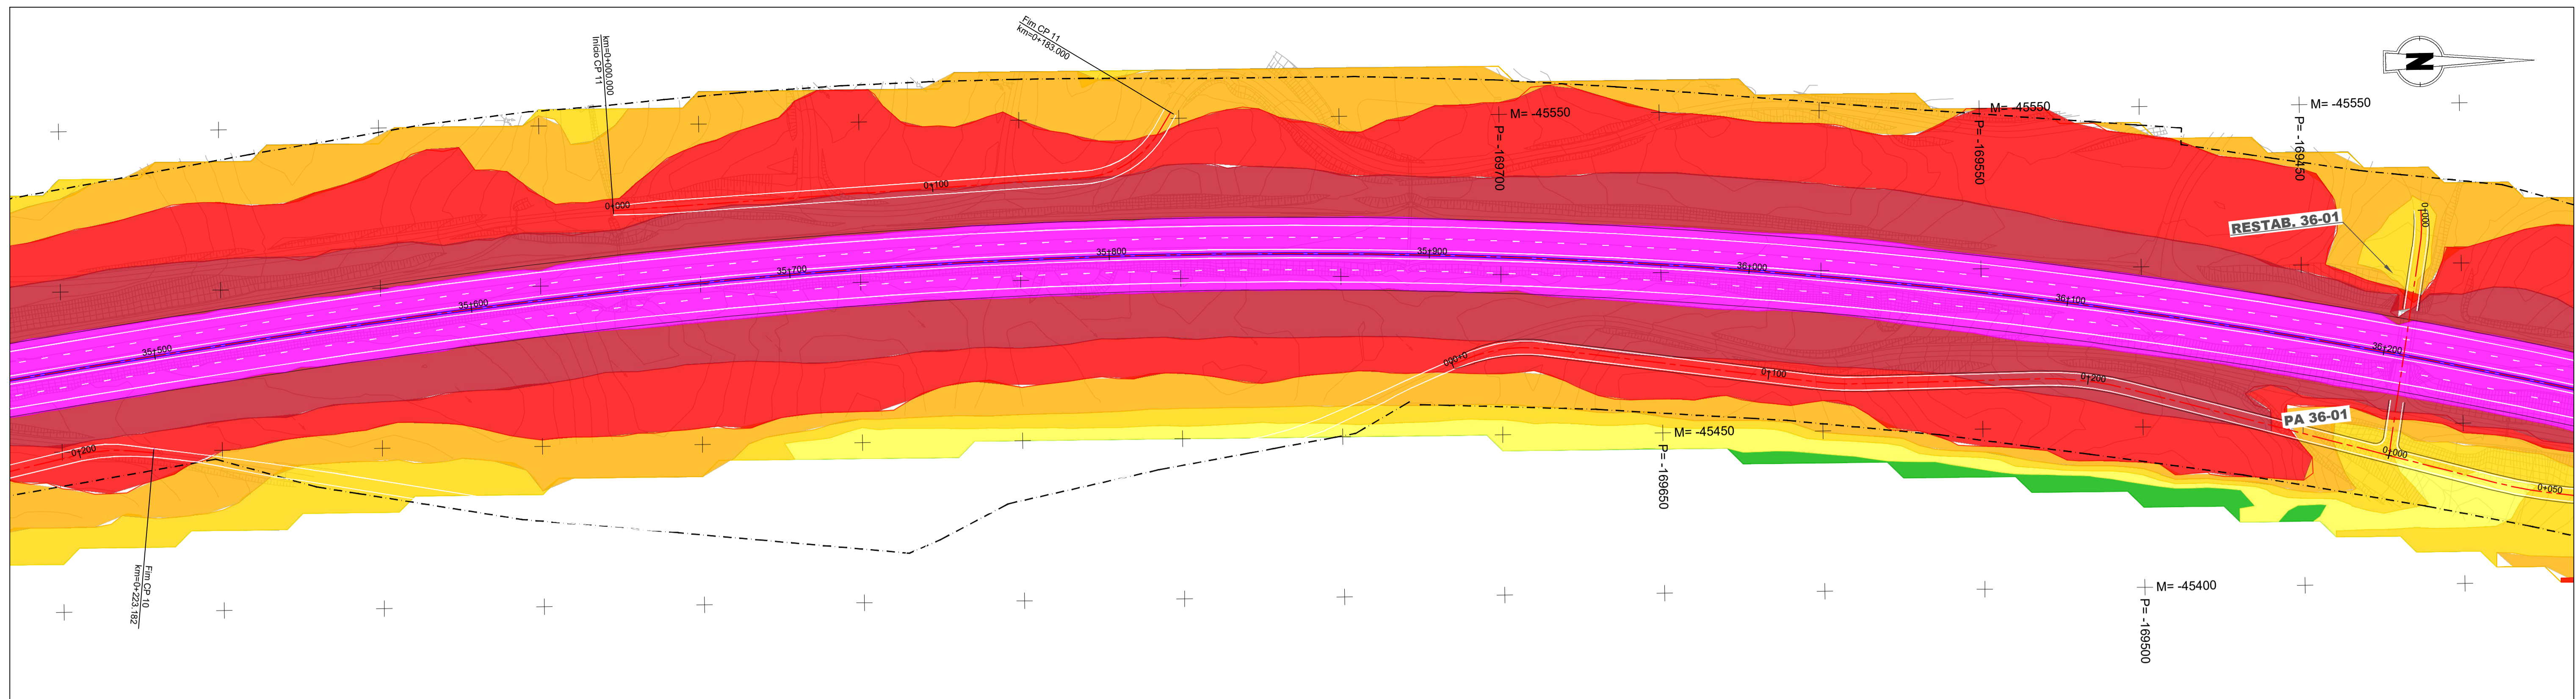 Fim CP 11
km=0+183.000
km=0+000.000
Início CP 11
N
M= -45550
P= -169700
M= -45550
P= -169550
M= -45550
P= -169450
0+000
0+100
RESTAB. 36-01
0+000
35+500
35+600
35+700
35+800
35+900
36+000
36+100
36+200
0+000
0+100
0+200
PA 36-01
0+000
0+050
0+200
M= -45450
P= -169650
Fim CP 10
km=0+223.182
M= -45400
P= -169500